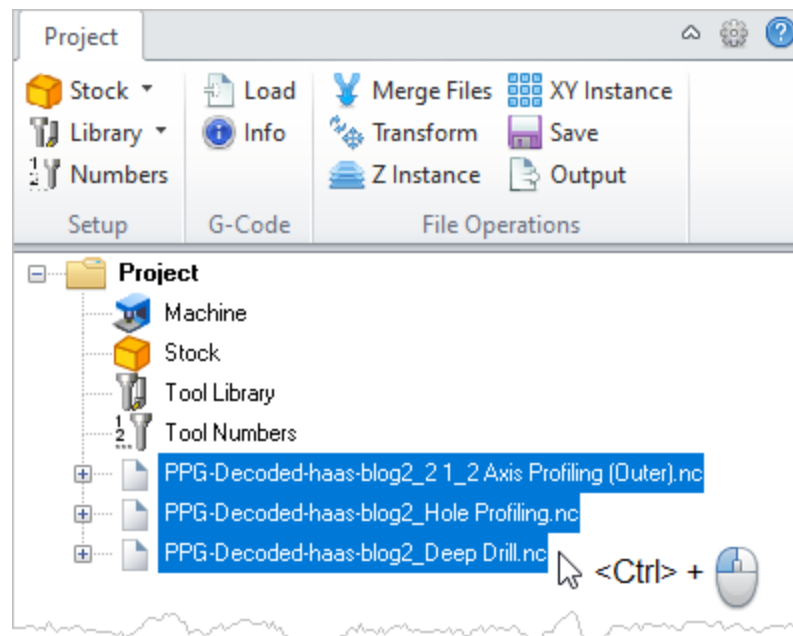 Project
Stock Load Merge Files XY Instance
Library Info Transform Save
Numbers Z Instance Output
Setup G-Code File Operations
Project
Machine
Stock
Tool Library
Tool Numbers
PPG-Decoded-haas-blog2_2 1_2 Axis Profiling (Outer).nc
PPG-Decoded-haas-blog2_Hole Profiling.nc
PPG-Decoded-haas-blog2_Deep Drill.nc
<Ctrl> +